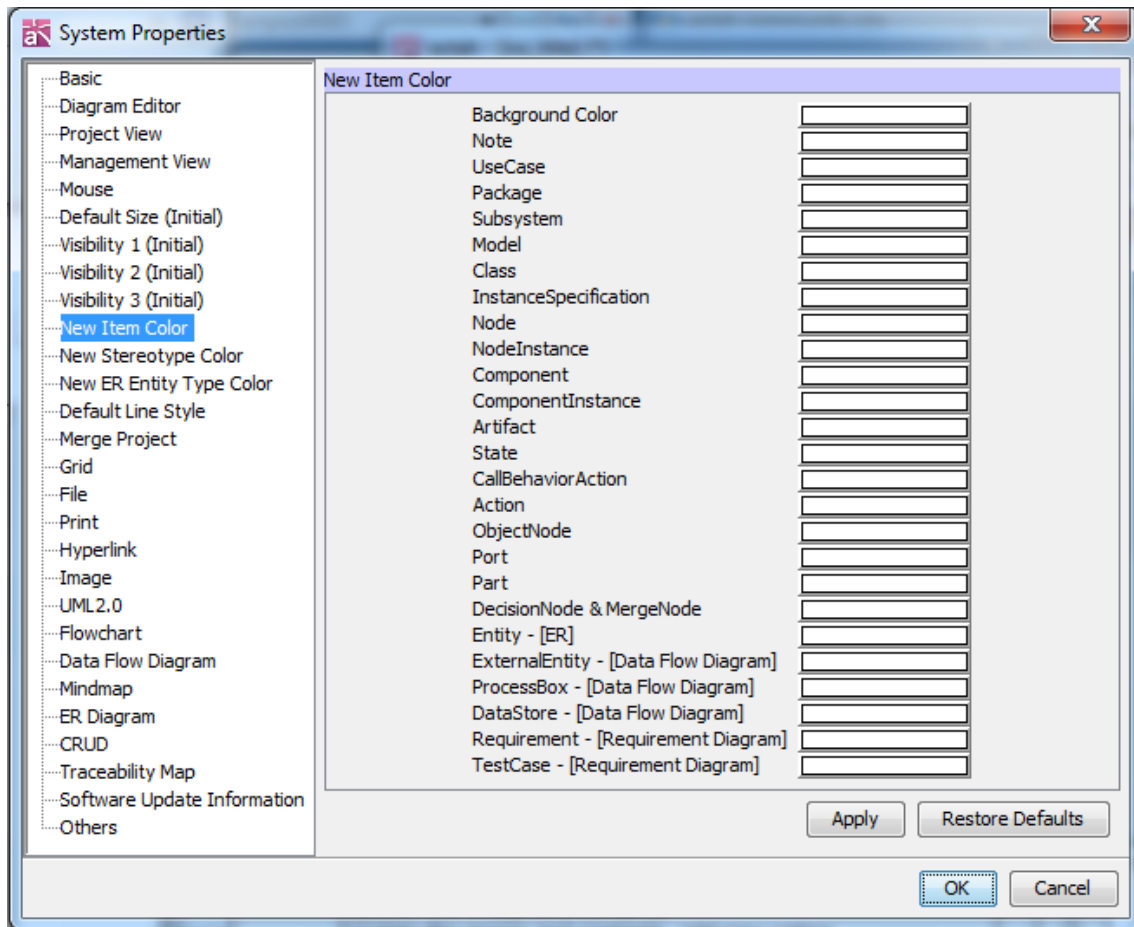 System Properties
Basic
Diagram Editor
Project View
Management View
Mouse
Default Size (Initial)
Visibility 1 (Initial)
Visibility 2 (Initial)
Visibility 3 (Initial)
New Item Color
New Stereotype Color
New ER Entity Type Color
Default Line Style
Merge Project
Grid
File
Print
Hyperlink
Image
UML2.0
Flowchart
Data Flow Diagram
Mindmap
ER Diagram
CRUD
Traceability Map
Software Update Information
Others
New Item Color
Background Color
Note
UseCase
Package
Subsystem
Model
Class
InstanceSpecification
Node
NodeInstance
Component
ComponentInstance
Artifact
State
CallBehaviorAction
Action
ObjectNode
Port
Part
DecisionNode & MergeNode
Entity - [ER]
ExternalEntity - [Data Flow Diagram]
ProcessBox - [Data Flow Diagram]
DataStore - [Data Flow Diagram]
Requirement - [Requirement Diagram]
TestCase - [Requirement Diagram]
Apply Restore Defaults
OK Cancel